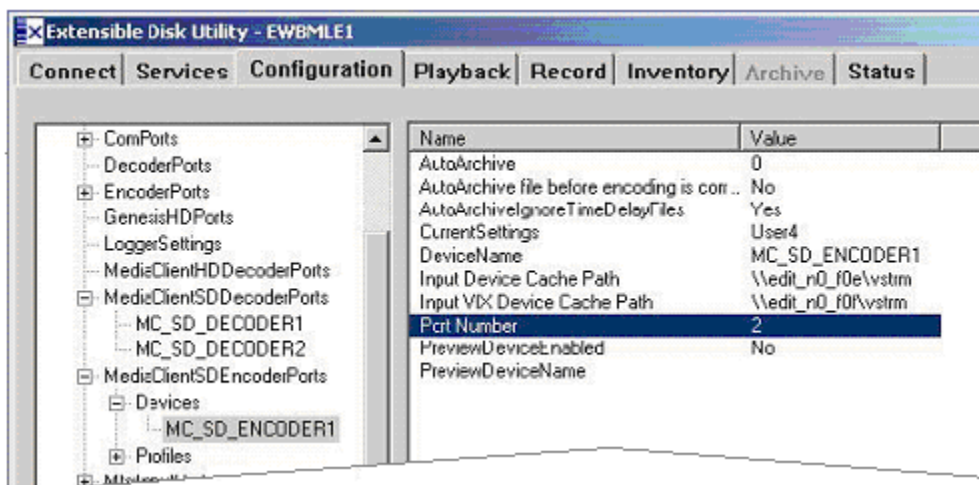 Extensible Disk Utility - EWBMLE1
Connect Services Configuration Playback Record Inventory Archive Status
ComPorts
DecoderPorts
EncoderPorts
GenesisHDPorts
LoggerSettings
MediaClientHDDecoderPorts
MediaClientSDDecoderPorts
MC_SD_DECODER1
MC_SD_DECODER2
MediaClientSDEncoderPorts
Devices
MC_SD_ENCODER1
Profiles
Name Value
AutoArchive 0
AutoArchive file before encoding is com... No
AutoArchiveIgnoreTimeDelayFiles Yes
CurrentSettings User4
DeviceName MC_SD_ENCODER1
Input Device Cache Path \\edit_n0_f0e\vstrm
Input VIX Device Cache Path \\edit_n0_f0f\vstrm
Port Number 2
PreviewDeviceEnabled No
PreviewDeviceName